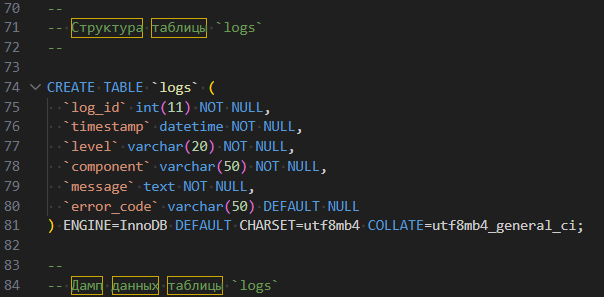 70 --
71 -- Структура таблицы `logs`
72 --
73
74 CREATE TABLE `logs` (
75 `log_id` int(11) NOT NULL,
76 `timestamp` datetime NOT NULL,
77 `level` varchar(20) NOT NULL,
78 `component` varchar(50) NOT NULL,
79 `message` text NOT NULL,
80 `error_code` varchar(50) DEFAULT NULL
81 ) ENGINE=InnoDB DEFAULT CHARSET=utf8mb4 COLLATE=utf8mb4_general_ci;
82
83 --
84 -- Дамп данных таблицы `logs`